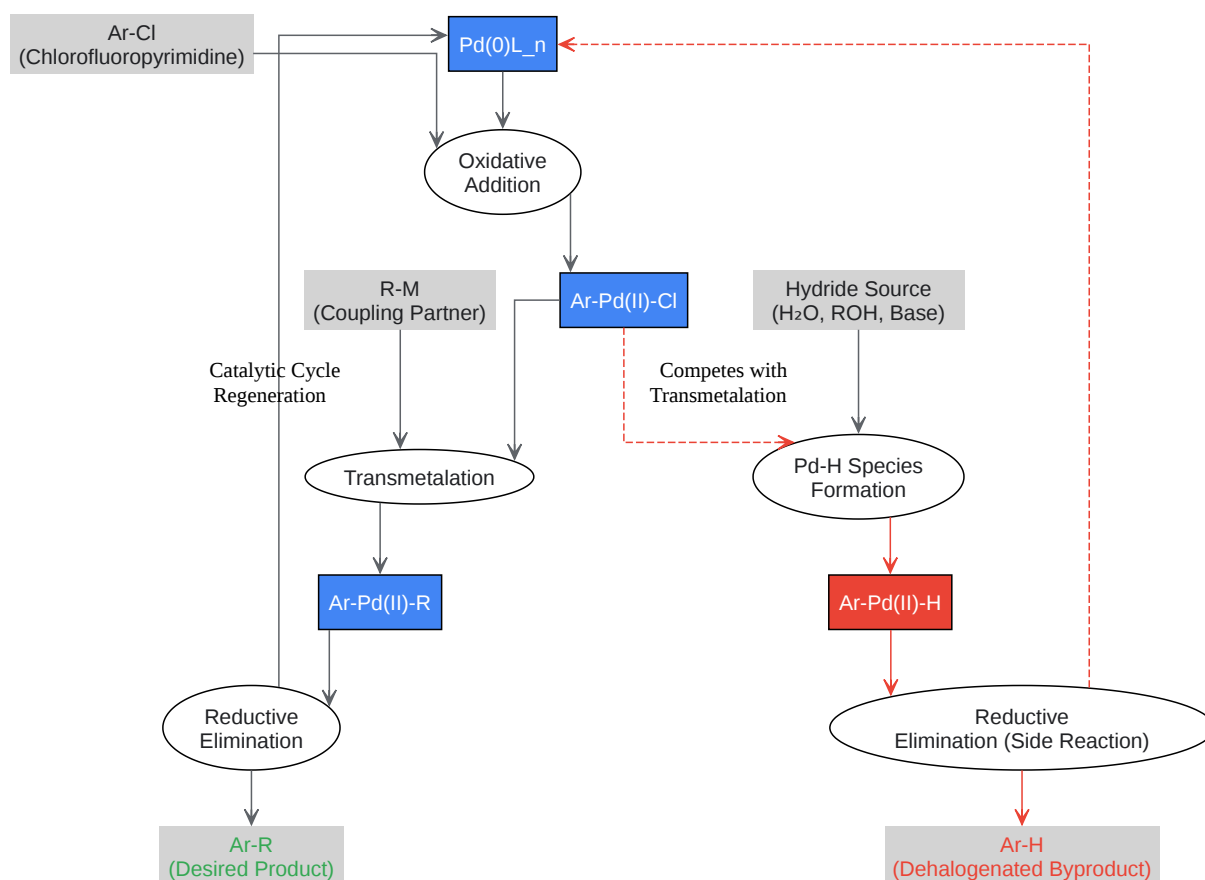 Ar-Cl
(Chlorofluoropyrimidine)
Pd(0)L_n
Oxidative
Addition
R-M
(Coupling Partner)
Ar-Pd(II)-Cl
Hydride Source
(H₂O, ROH, Base)
Catalytic Cycle
Regeneration
Competes with
Transmetalation
Transmetalation
Pd-H Species
Formation
Ar-Pd(II)-R
Ar-Pd(II)-H
Reductive
Elimination
Reductive
Elimination (Side Reaction)
Ar-R
(Desired Product)
Ar-H
(Dehalogenated Byproduct)